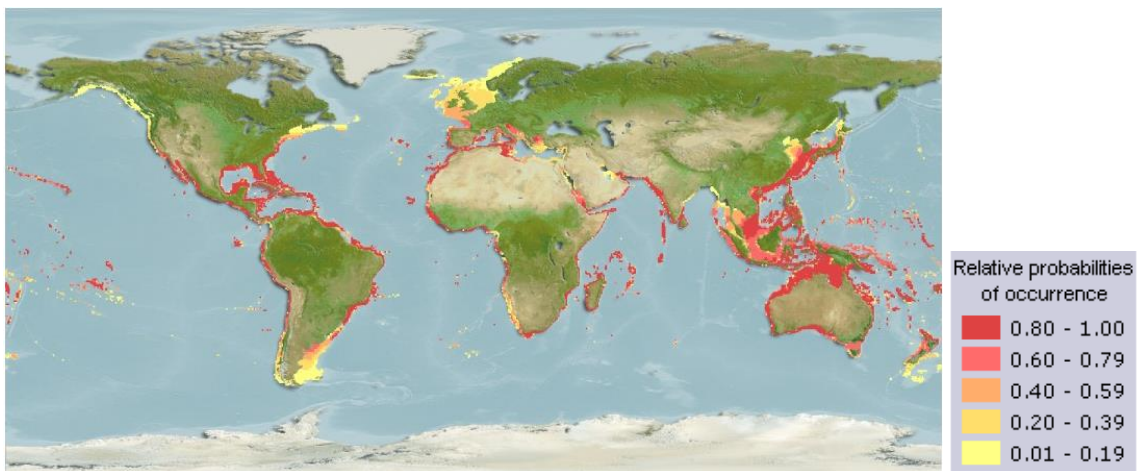 Relative probabilities
of occurrence
0.80 - 1.00
0.60 - 0.79
0.40 - 0.59
0.20 - 0.39
0.01 - 0.19